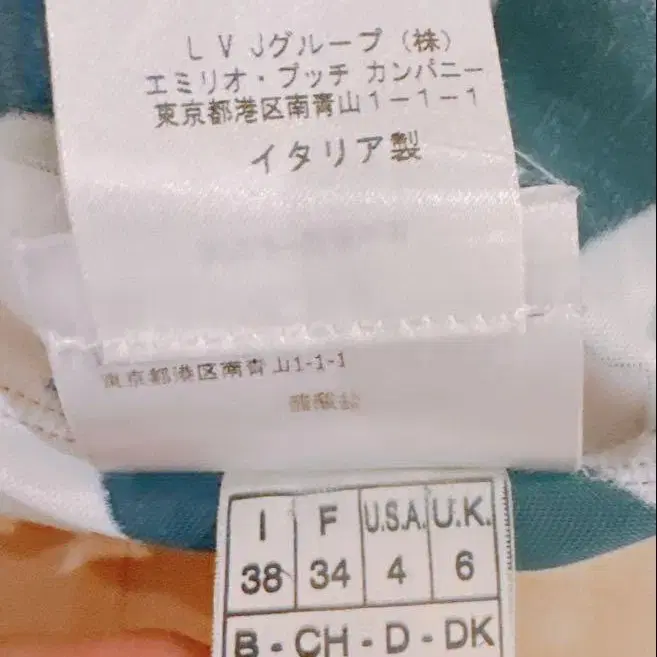 ＬＶＪグループ（株）
エミリオ・プッチ カンパニー
東京都港区南青山１－１－１
イタリア製
東京都港区南青山1-1-1
I F U.S.A. U.K.
38 34 4 6
B - CH - D - DK